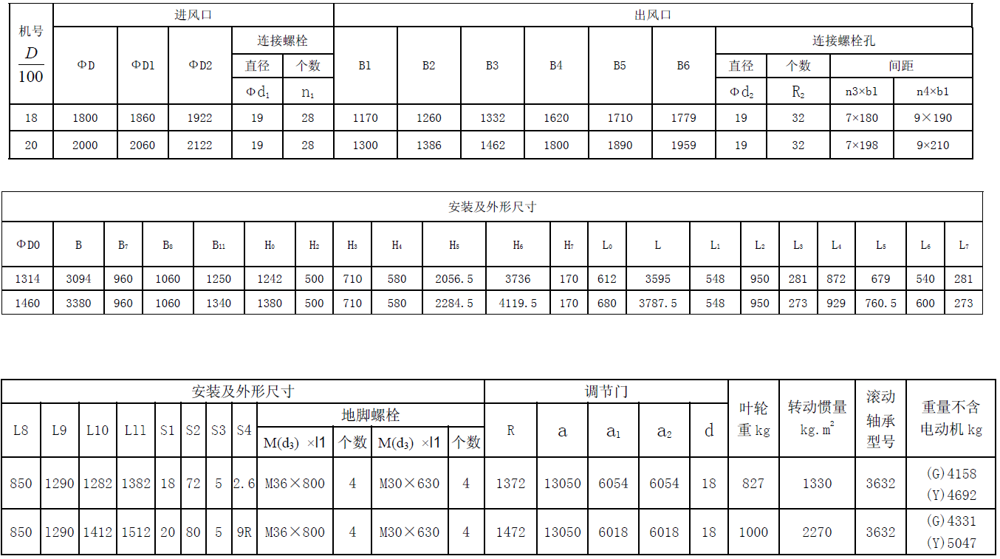 机号 D/100 进风口 出风口
ΦD ΦD1 ΦD2 连接螺栓 B1 B2 B3 B4 B5 B6 连接螺栓孔
直径 个数 直径 个数 间距
Φd₁ n₁ Φd₂ R₂ n3×b1 n4×b1
18 1800 1860 1922 19 28 1170 1260 1332 1620 1710 1779 19 32 7×180 9×190
20 2000 2060 2122 19 28 1300 1386 1462 1800 1890 1959 19 32 7×198 9×210
安装及外形尺寸
ΦD0 B B₇ B₈ B₁₁ H₀ H₂ H₃ H₄ H₅ H₆ H₇ L₀ L L₁ L₂ L₃ L₄ L₅ L₆ L₇
1314 3094 960 1060 1250 1242 500 710 580 2056.5 3736 170 612 3595 548 950 281 872 679 540 281
1460 3380 960 1060 1340 1380 500 710 580 2284.5 4119.5 170 680 3787.5 548 950 273 929 760.5 600 273
安装及外形尺寸 调节门 叶轮重kg 转动惯量kg.m² 滚动轴承型号 重量不含电动机kg
L8 L9 L10 L11 S1 S2 S3 S4 地脚螺栓 R a a₁ a₂ d
M(d₃) ×l1 个数 M(d₃) ×l1 个数
850 1290 1282 1382 18 72 5 2.6 M36×800 4 M30×630 4 1372 13050 6054 6054 18 827 1330 3632 (G)4158 (Y)4692
850 1290 1412 1512 20 80 5 9R M36×800 4 M30×630 4 1472 13050 6018 6018 18 1000 2270 3632 (G)4331 (Y)5047